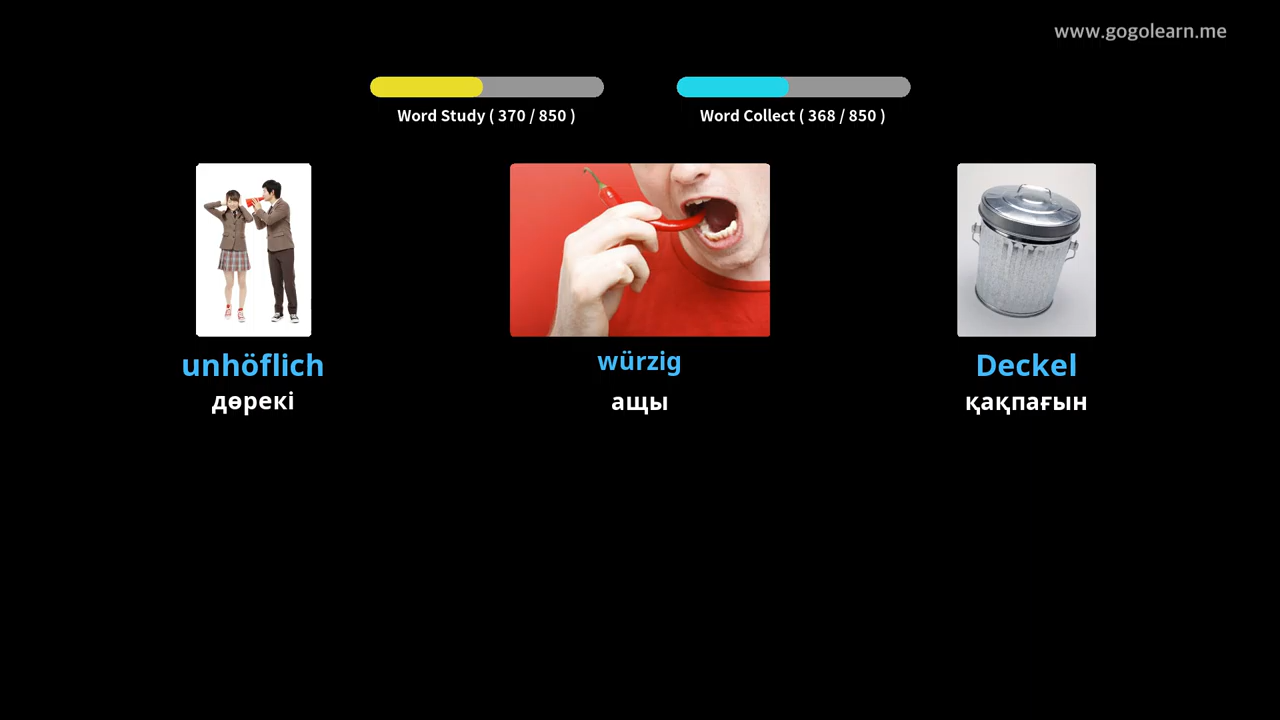 www.gogolearn.me
Word Study ( 370 / 850 )
Word Collect ( 368 / 850 )
unhöflich
дөрекі
würzig
ащы
Deckel
қақпағын